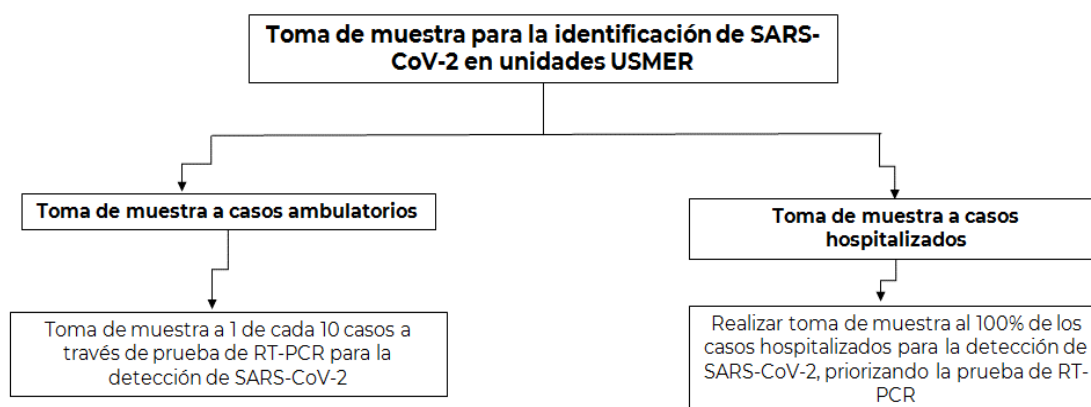 Toma de muestra para la identificación de SARS-
CoV-2 en unidades USMER
Toma de muestra a casos ambulatorios
Toma de muestra a casos
hospitalizados
Toma de muestra a 1 de cada 10 casos a
través de prueba de RT-PCR para la
detección de SARS-CoV-2
Realizar toma de muestra al 100% de los
casos hospitalizados para la detección de
SARS-CoV-2, priorizando la prueba de RT-
PCR